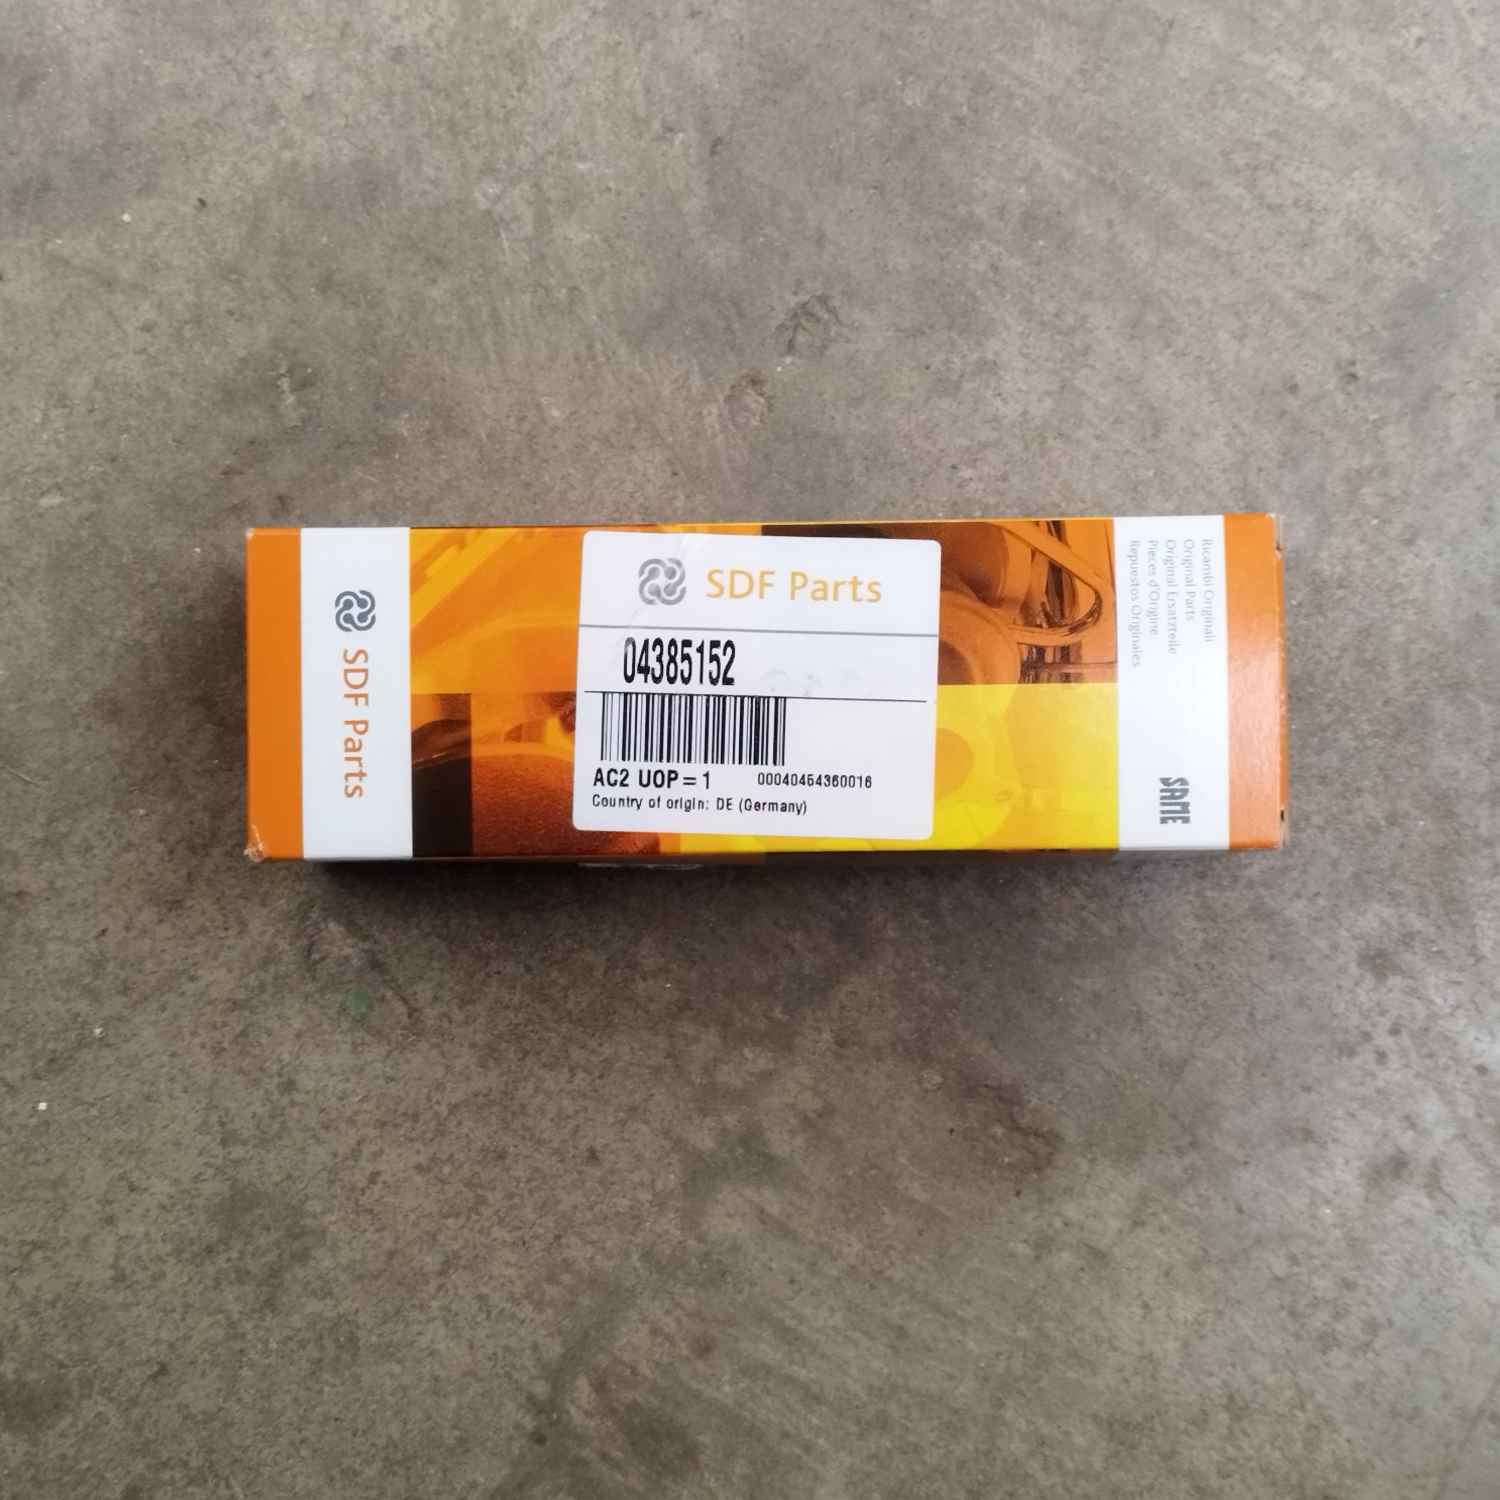 SDF Parts
SDF Parts
04385152
AC2 UOP=1 00040454360016
Country of origin: DE (Germany)
Ricambi Originali
Original Parts
Original Ersatzteile
Pièces d'Origine
Repuestos Originales
SAME